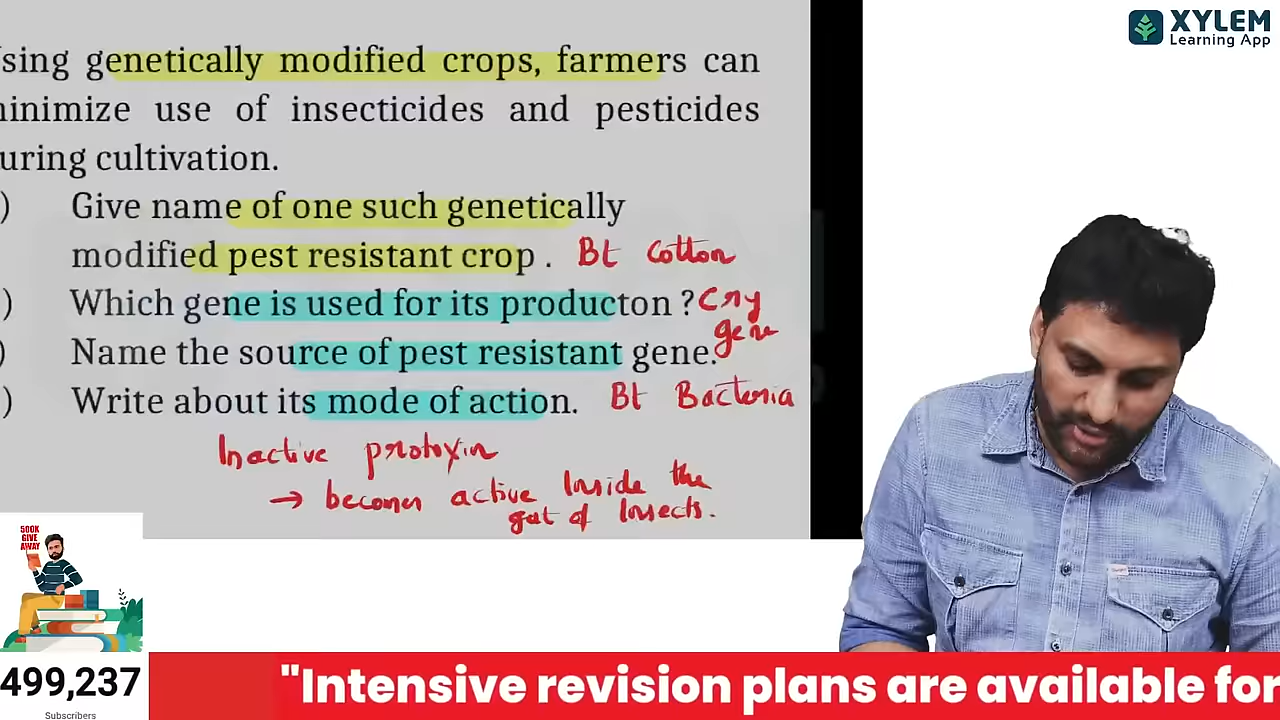 XYLEM
Learning App
sing genetically modified crops, farmers can
inimize use of insecticides and pesticides
uring cultivation.
) Give name of one such genetically
modified pest resistant crop . Bt Cotton
) Which gene is used for its producton ? Cry
gene
) Name the source of pest resistant gene.
) Write about its mode of action. Bt Bacteria
Inactive protoxin
→ becomes active Inside the
gut of Insects.
500K
GIVE
AWAY
499,237
Subscribers
"Intensive revision plans are available for